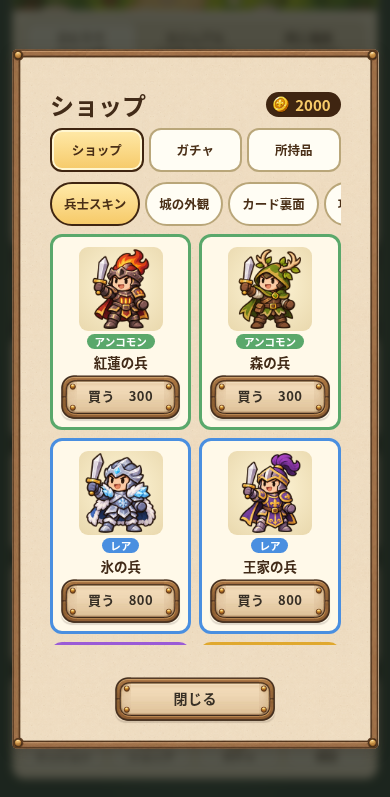 ショップ
2000
ショップ ガチャ 所持品
兵士スキン 城の外観 カード裏面
アンコモン アンコモン
紅蓮の兵 森の兵
買う 300 買う 300
レア レア
氷の兵 王家の兵
買う 800 買う 800
閉じる